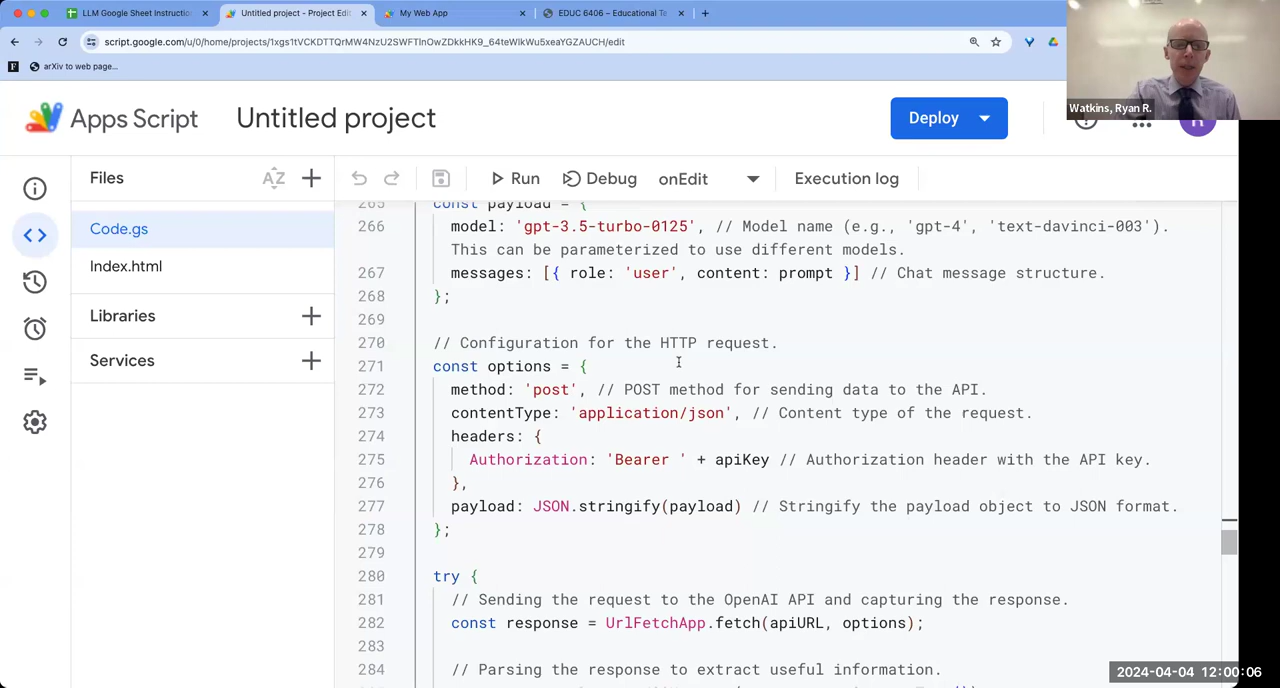 LLM Google Sheet Instruction
Untitled project - Project Edit
My Web App
EDUC 6406 – Educational Te
script.google.com/u/0/home/projects/1xgs1tVCKDTTQrMW4NzU2SWFTlnOwZDkkHK9_64teWlkWu5xeaYGZAUCH/edit
arXiv to web page...
Watkins, Ryan R.
Apps Script
Untitled project
Deploy
Files
AZ
Run
Debug
onEdit
Execution log
Code.gs
Index.html
Libraries
Services
265 const payload = {
266 model: 'gpt-3.5-turbo-0125', // Model name (e.g., 'gpt-4', 'text-davinci-003').
This can be parameterized to use different models.
267 messages: [{ role: 'user', content: prompt }] // Chat message structure.
268 };
269
270 // Configuration for the HTTP request.
271 const options = {
272 method: 'post', // POST method for sending data to the API.
273 contentType: 'application/json', // Content type of the request.
274 headers: {
275 Authorization: 'Bearer ' + apiKey // Authorization header with the API key.
276 },
277 payload: JSON.stringify(payload) // Stringify the payload object to JSON format.
278 };
279
280 try {
281 // Sending the request to the OpenAI API and capturing the response.
282 const response = UrlFetchApp.fetch(apiURL, options);
283
284 // Parsing the response to extract useful information.
2024-04-04 12:00:06